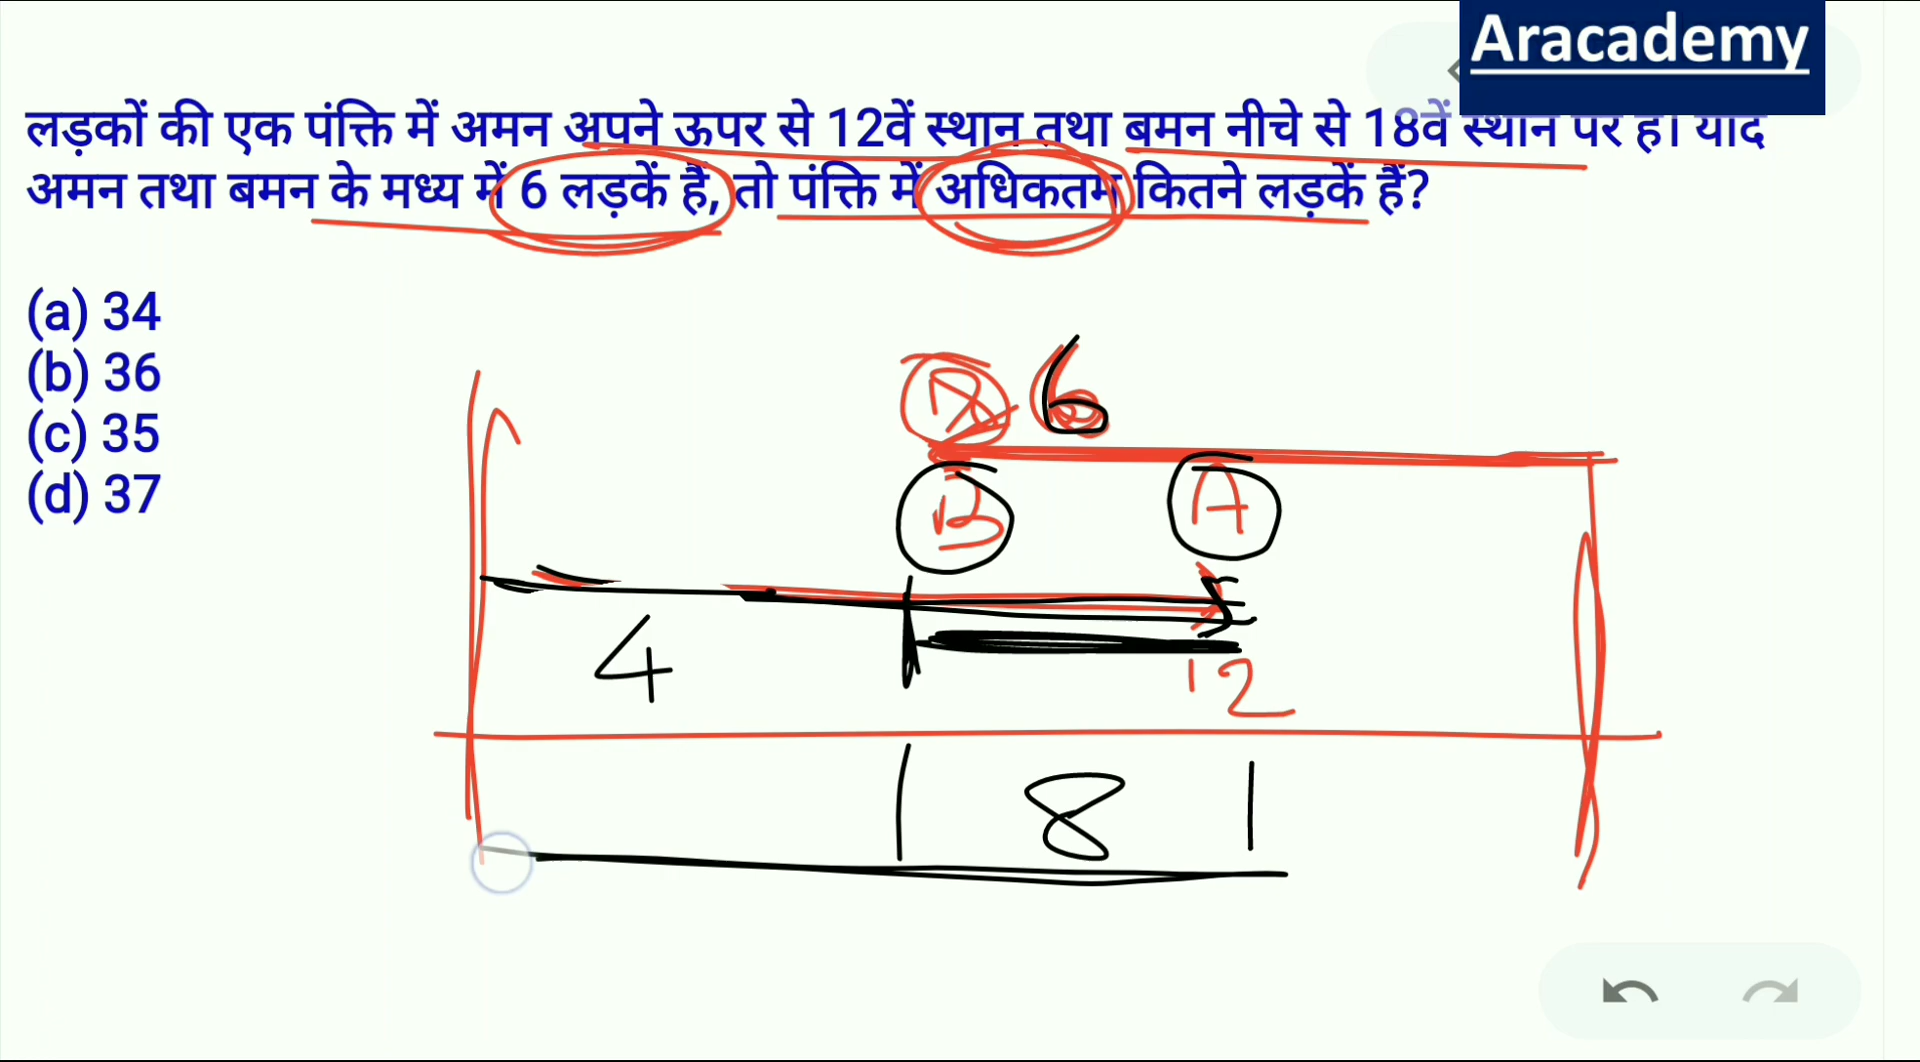 Aracademy
लड़कों की एक पंक्ति में अमन अपने ऊपर से 12वें स्थान तथा बमन नीचे से 18वें स्थान पर है। यदि
अमन तथा बमन के मध्य में 6 लड़कें है, तो पंक्ति में अधिकतम कितने लड़कें हैं?
(a) 34
(b) 36
(c) 35
(d) 37
6
B A
4
12
8